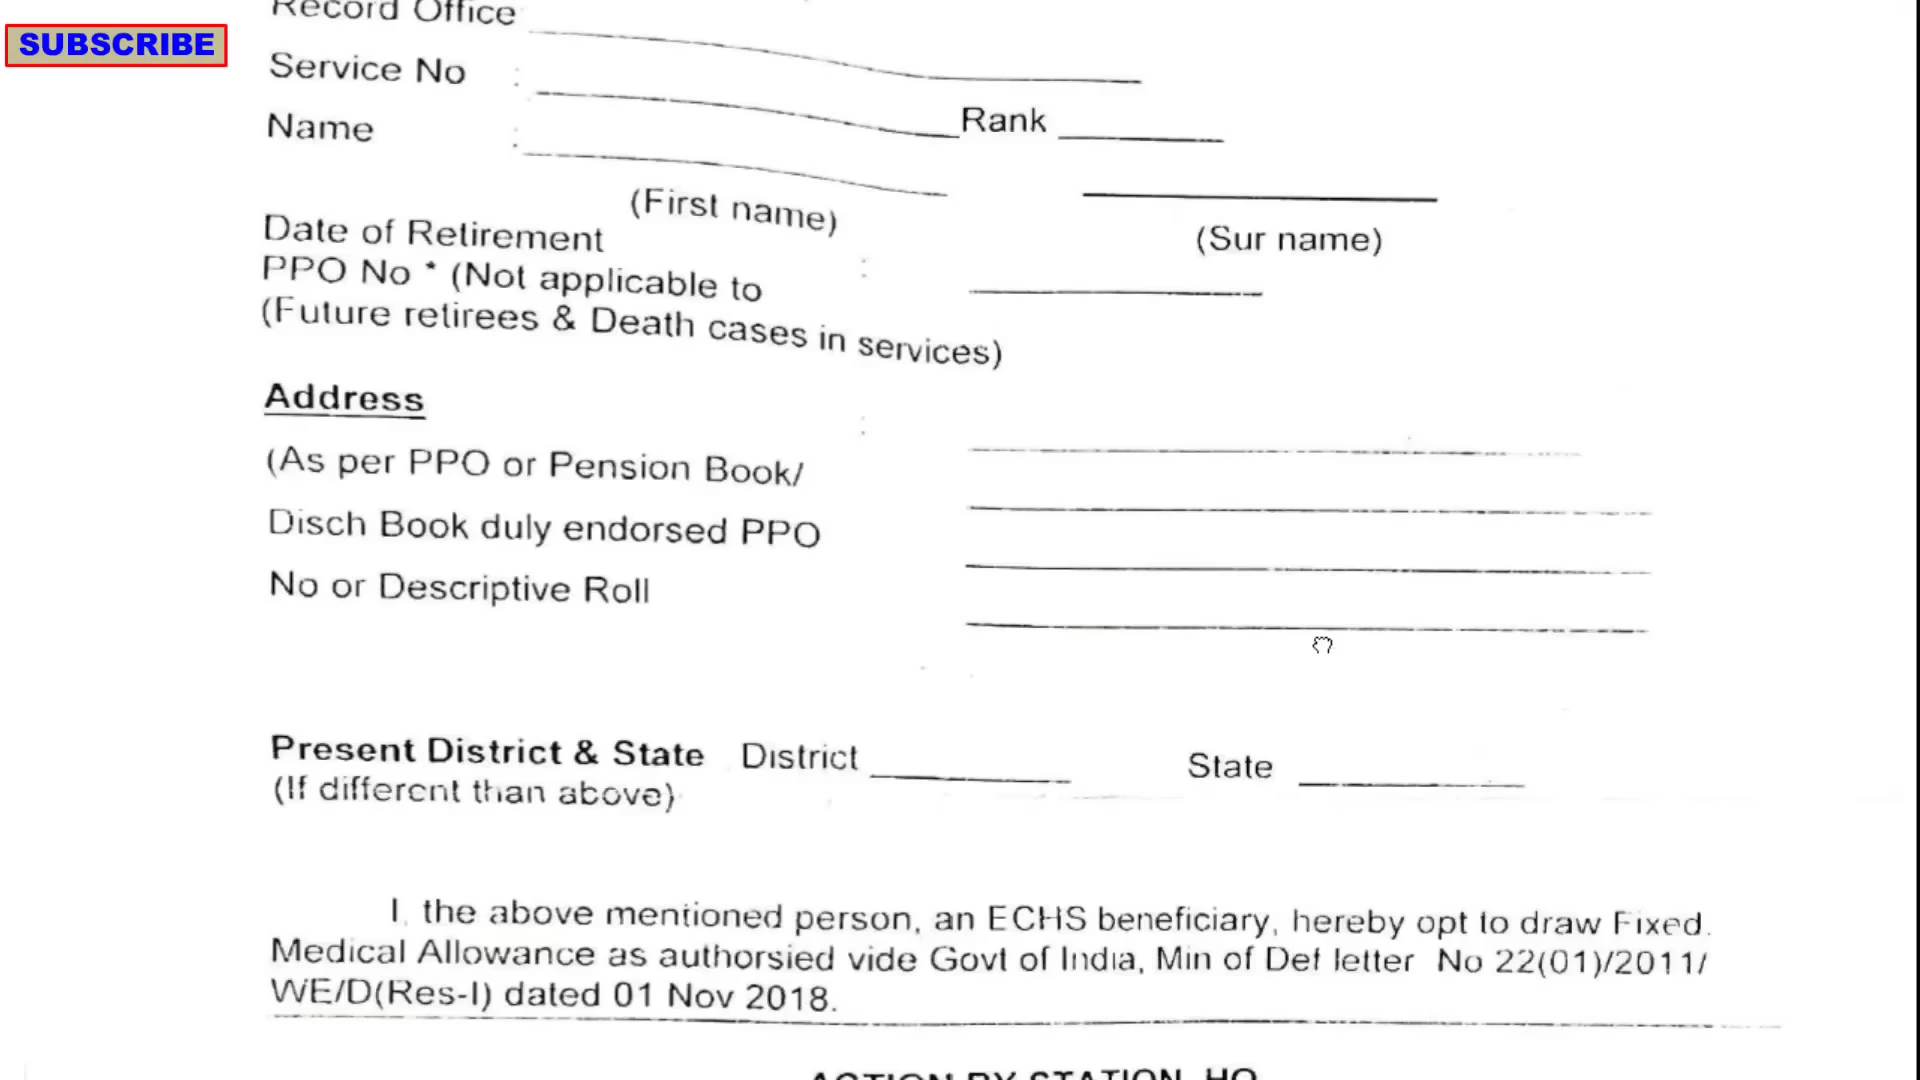 SUBSCRIBE
Record Office
Service No : Rank
Name :
(First name) (Sur name)
Date of Retirement :
PPO No * (Not applicable to
(Future retirees & Death cases in services)
Address :
(As per PPO or Pension Book/
Disch Book duly endorsed PPO
No or Descriptive Roll
Present District & State District State
(If different than above)
I, the above mentioned person, an ECHS beneficiary, hereby opt to draw Fixed
Medical Allowance as authorsied vide Govt of India, Min of Def letter No 22(01)/2011/
WE/D(Res-I) dated 01 Nov 2018.
ACTION BY STATION HQ